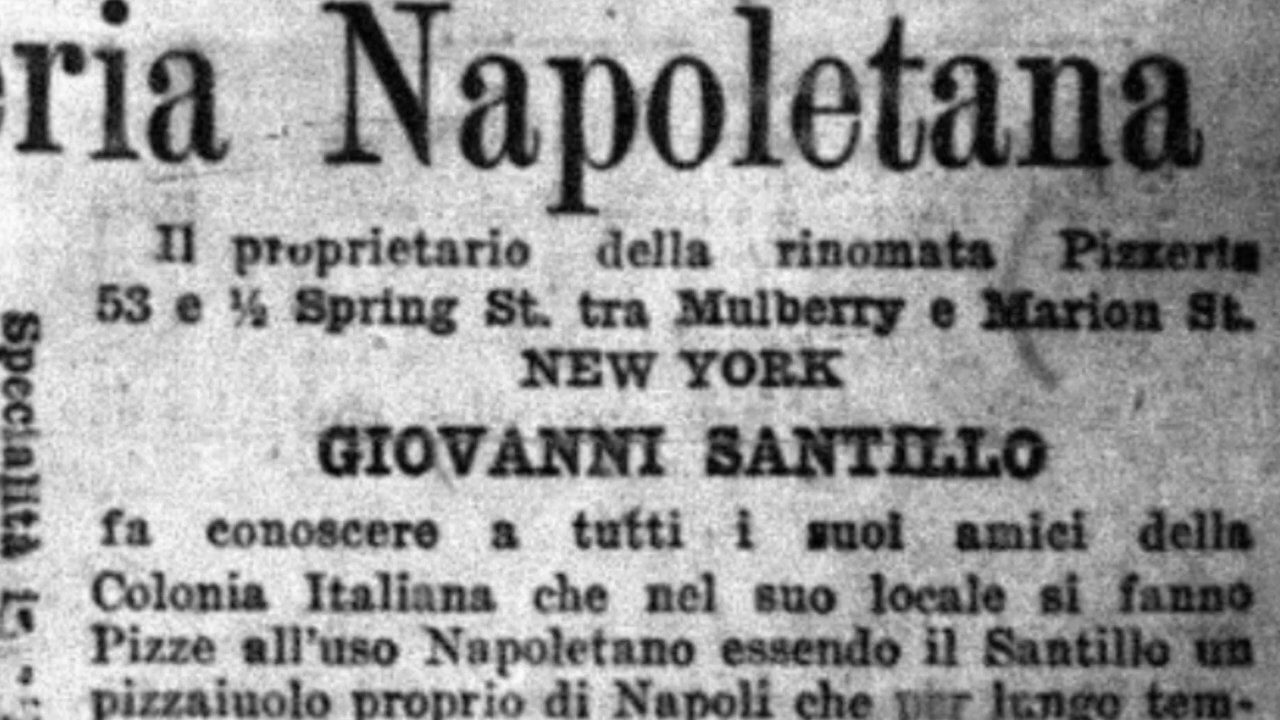 eria Napoletana
Il proprietario della rinomata Pizzeria
53 e ½ Spring St. tra Mulberry e Marion St.
NEW YORK
GIOVANNI SANTILLO
fa conoscere a tutti i suoi amici della
Colonia Italiana che nel suo locale si fanno
Pizze all'uso Napoletano essendo il Santillo un
pizzaiuolo proprio di Napoli che per lungo tem-
Specialità